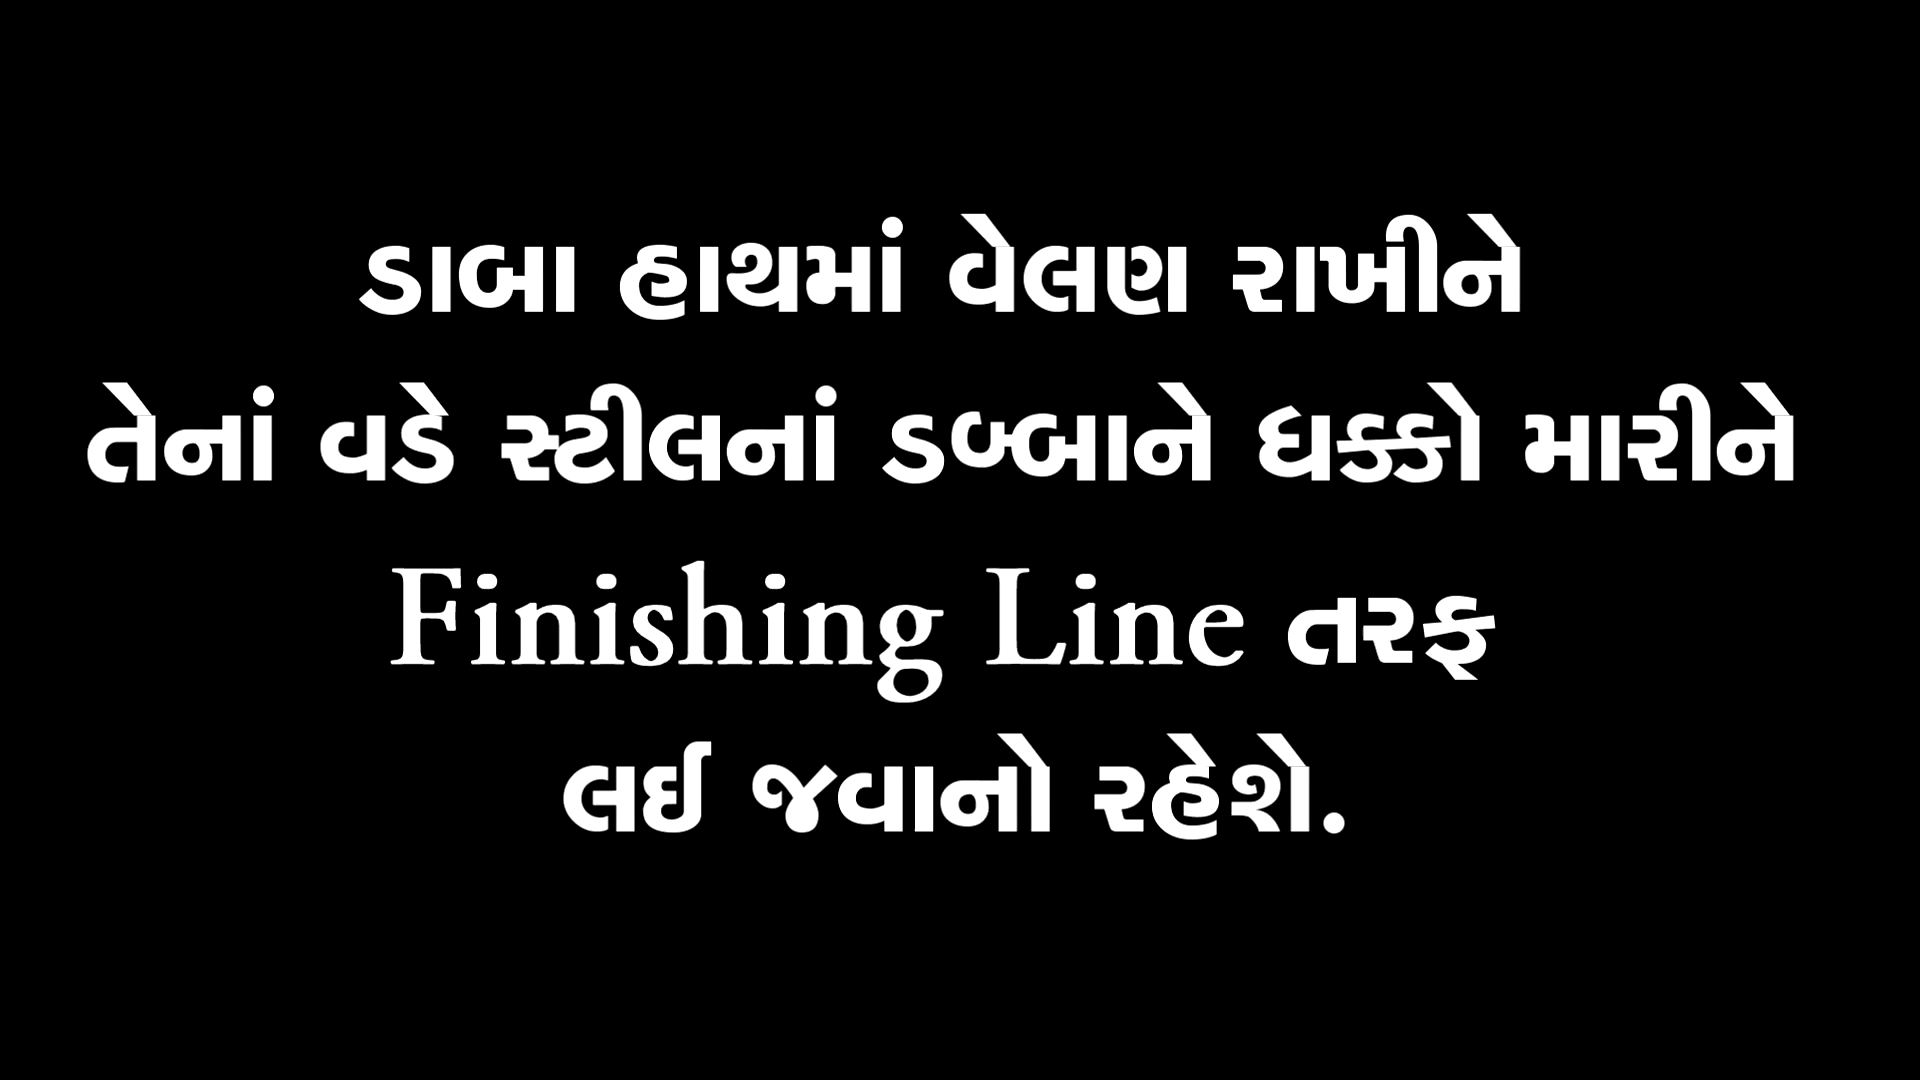 ડાબા હાથમાં વેલણ રાખીને
તેનાં વડે સ્ટીલનાં ડબ્બાને ધક્કો મારીને
Finishing Line તરફ
લઈ જવાનો રહેશે.